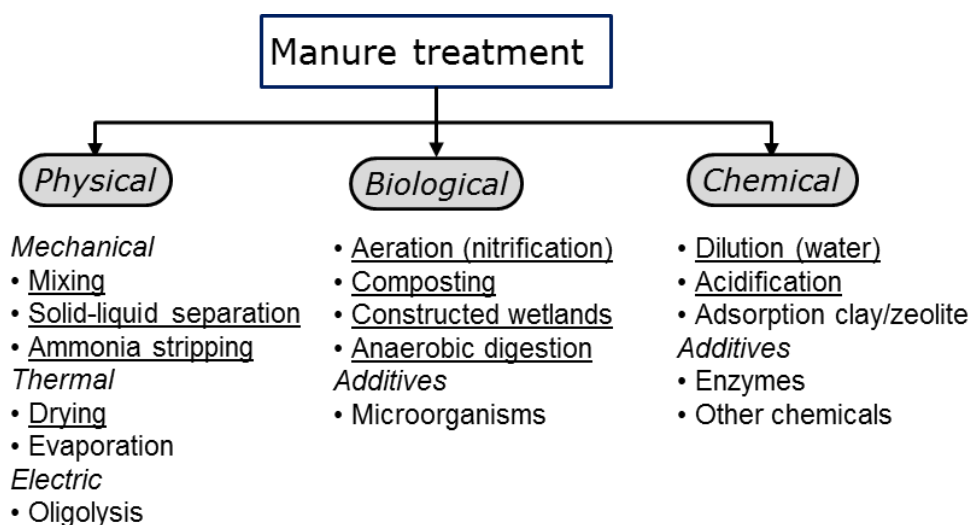 Manure treatment
Physical
Biological
Chemical
Mechanical
• Mixing
• Solid-liquid separation
• Ammonia stripping
Thermal
• Drying
• Evaporation
Electric
• Oligolysis
• Aeration (nitrification)
• Composting
• Constructed wetlands
• Anaerobic digestion
Additives
• Microorganisms
• Dilution (water)
• Acidification
• Adsorption clay/zeolite
Additives
• Enzymes
• Other chemicals